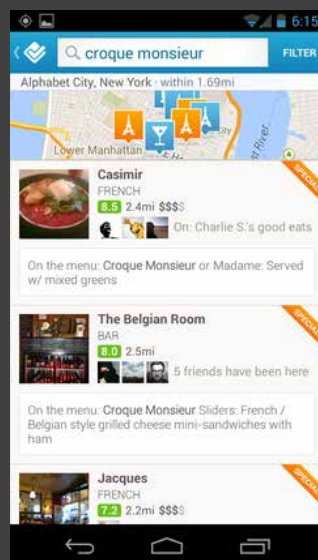 6:15
croque monsieur
FILTER
Alphabet City, New York · within 1.69mi
Lower Manhattan
City
East River
Casimir
SPECIAL
FRENCH
8.5 2.4mi $$$$
On: Charlie S.'s good eats
On the menu: Croque Monsieur or Madame: Served
w/ mixed greens
The Belgian Room
SPECIAL
BAR
8.0 2.5mi
5 friends have been here
On the menu: Croque Monsieur Sliders: French /
Belgian style grilled cheese mini-sandwiches with
ham
Jacques
SPECIAL
FRENCH
7.2 2.2mi $$$$